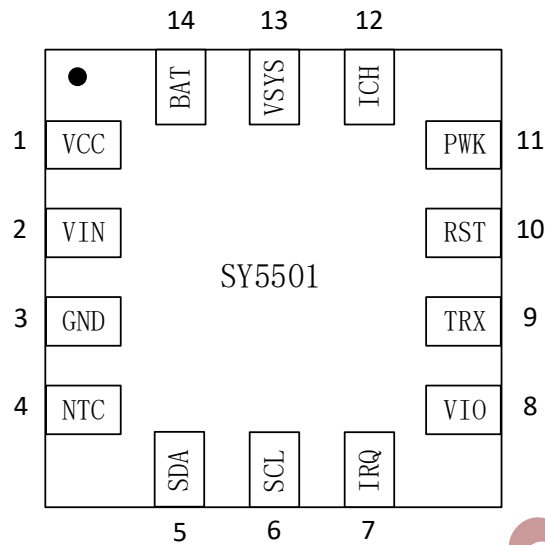 14 13 12
BAT VSYS ICH
1 VCC PWK 11
2 VIN RST 10
SY5501
3 GND TRX 9
4 NTC VIO 8
SDA SCL IRQ
5 6 7